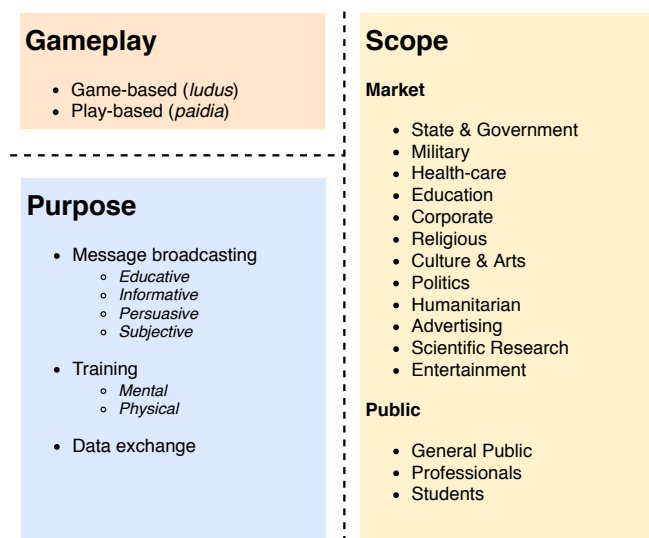 Gameplay
• Game-based (ludus)
• Play-based (paidia)
Purpose
• Message broadcasting
◦ Educative
◦ Informative
◦ Persuasive
◦ Subjective
• Training
◦ Mental
◦ Physical
• Data exchange
Scope
Market
• State & Government
• Military
• Health-care
• Education
• Corporate
• Religious
• Culture & Arts
• Politics
• Humanitarian
• Advertising
• Scientific Research
• Entertainment
Public
• General Public
• Professionals
• Students